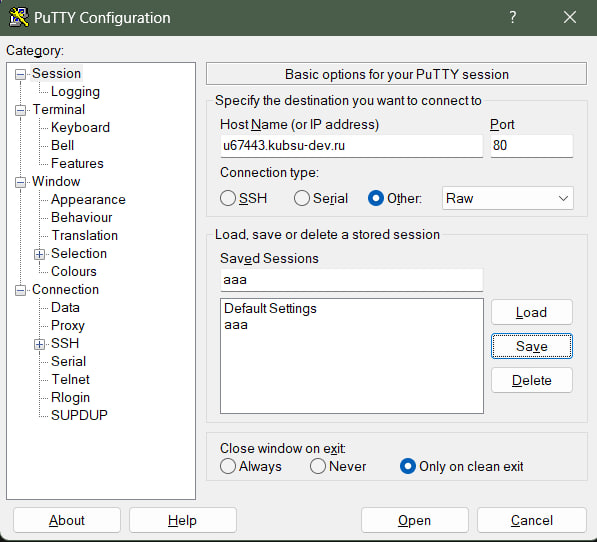 PuTTY Configuration
Category:
Session
Logging
Terminal
Keyboard
Bell
Features
Window
Appearance
Behaviour
Translation
Selection
Colours
Connection
Data
Proxy
SSH
Serial
Telnet
Rlogin
SUPDUP
Basic options for your PuTTY session
Specify the destination you want to connect to
Host Name (or IP address) Port
u67443.kubsu-dev.ru 80
Connection type:
SSH Serial Other: Raw
Load, save or delete a stored session
Saved Sessions
aaa
Default Settings
aaa
Load
Save
Delete
Close window on exit:
Always Never Only on clean exit
About Help Open Cancel